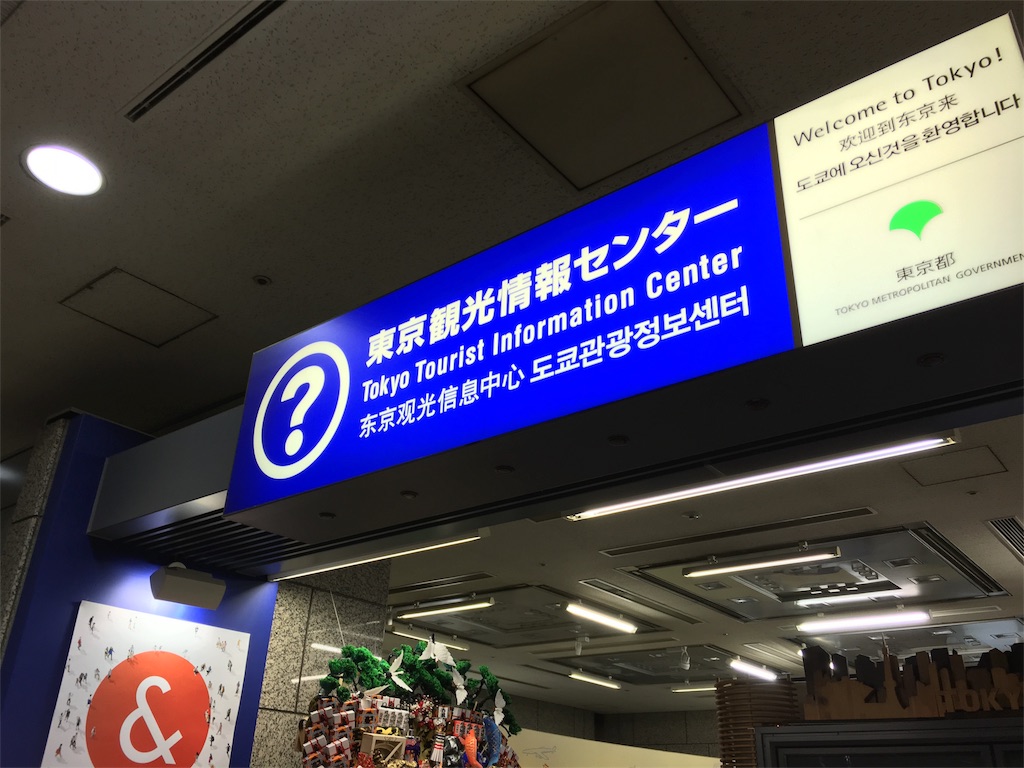 東京観光情報センター
Tokyo Tourist Information Center
东京观光信息中心 도쿄관광정보센터
Welcome to Tokyo!
欢迎到东京来
도쿄에 오신것을 환영합니다
東京都
TOKYO METROPOLITAN GOVERNMEN
?
&
TOKY